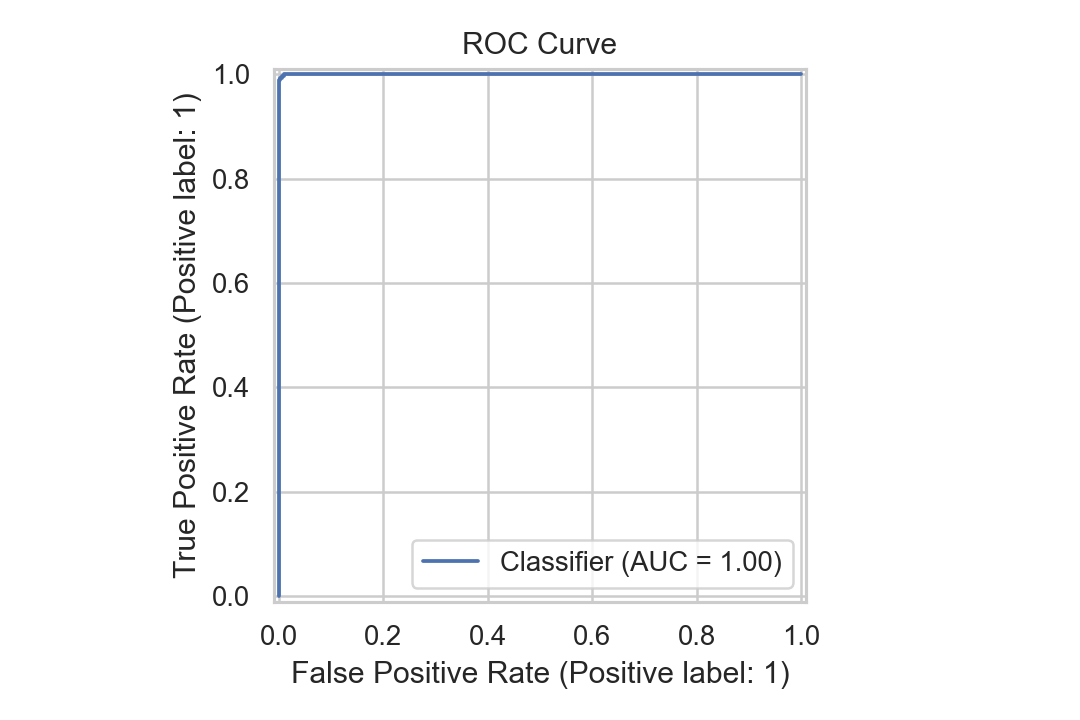 ROC Curve
True Positive Rate (Positive label: 1)
1.0
0.8
0.6
0.4
0.2
0.0
Classifier (AUC = 1.00)
0.0 0.2 0.4 0.6 0.8 1.0
False Positive Rate (Positive label: 1)